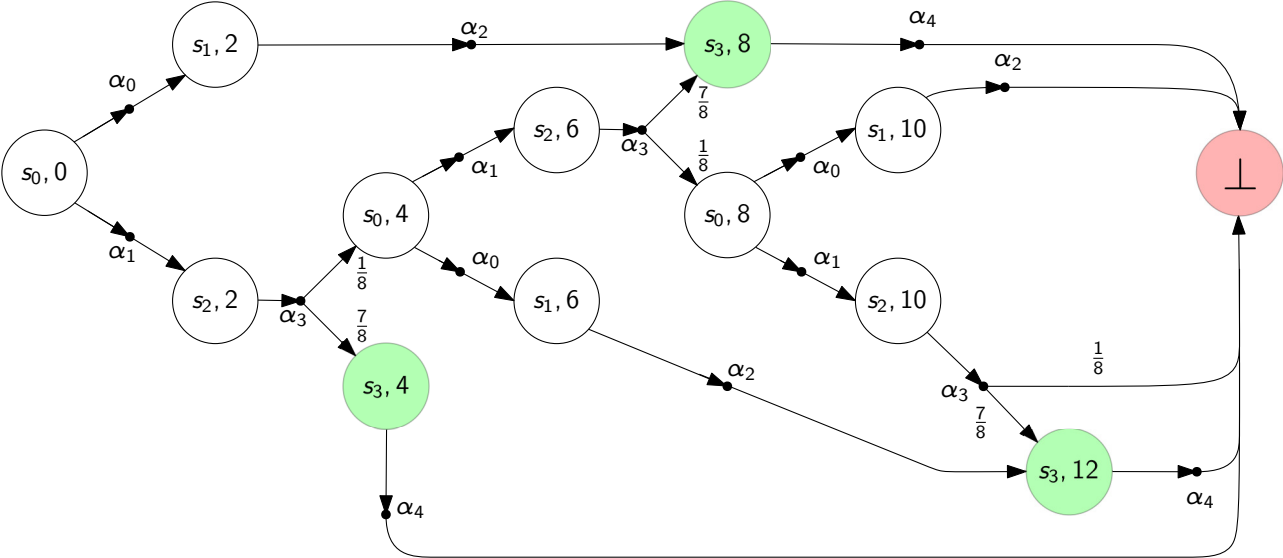 α₄
s₁, 2
α₂
s₃, 8
α₂
α₀
7/8
s₂, 6
α₃
1/8
s₁, 10
α₁
α₀
s₀, 0
⊥
s₀, 4
s₀, 8
α₁
1/8
α₀
α₁
s₂, 2
α₃
s₁, 6
s₂, 10
7/8
1/8
α₂
s₃, 4
α₃
7/8
s₃, 12
α₄
α₄